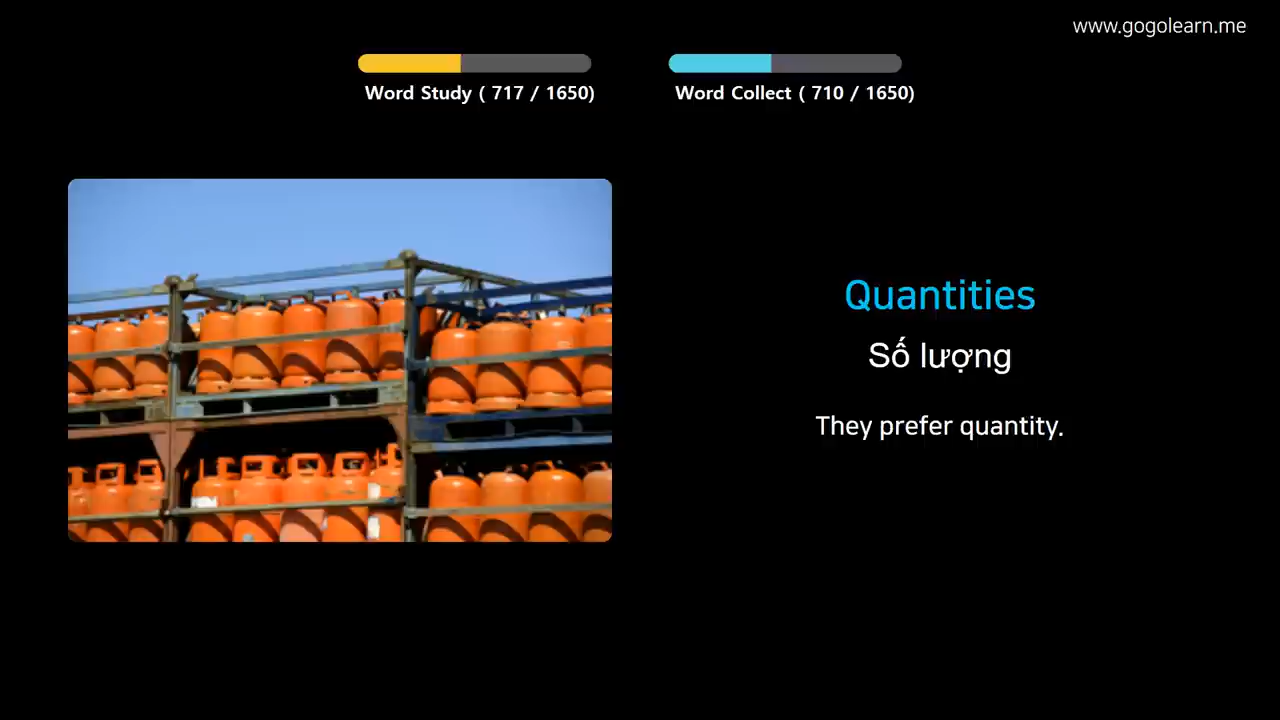 www.gogolearn.me
Word Study ( 717 / 1650)
Word Collect ( 710 / 1650)
Quantities
Số lượng
They prefer quantity.